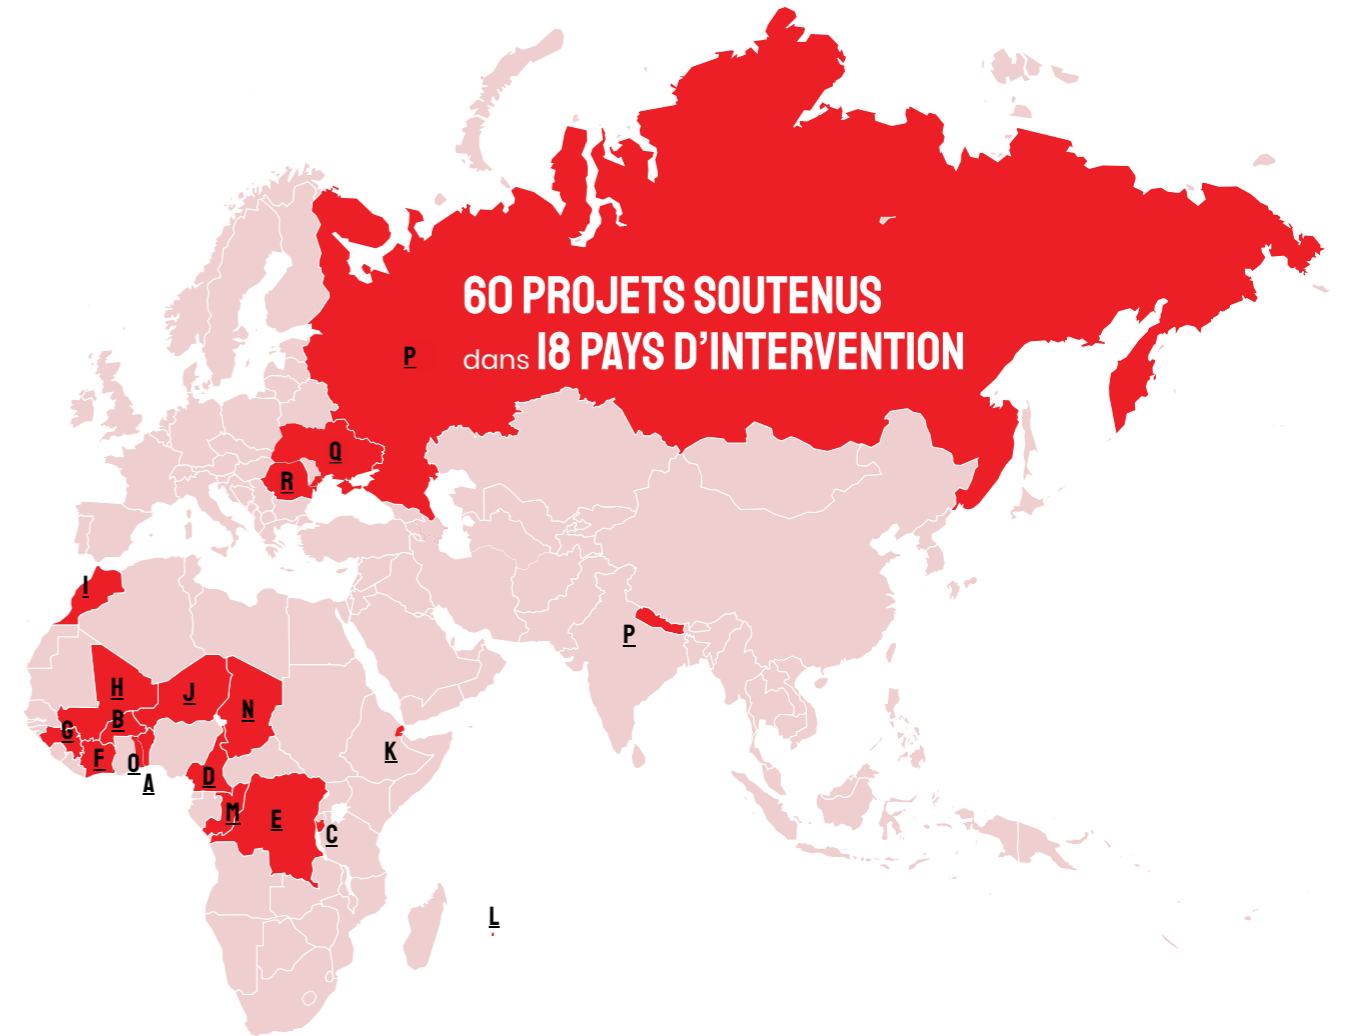 60 PROJETS SOUTENUS
dans 18 PAYS D’INTERVENTION
P
Q
R
I
P
H
J
N
B
G
F
O
A
K
D
M
E
C
L